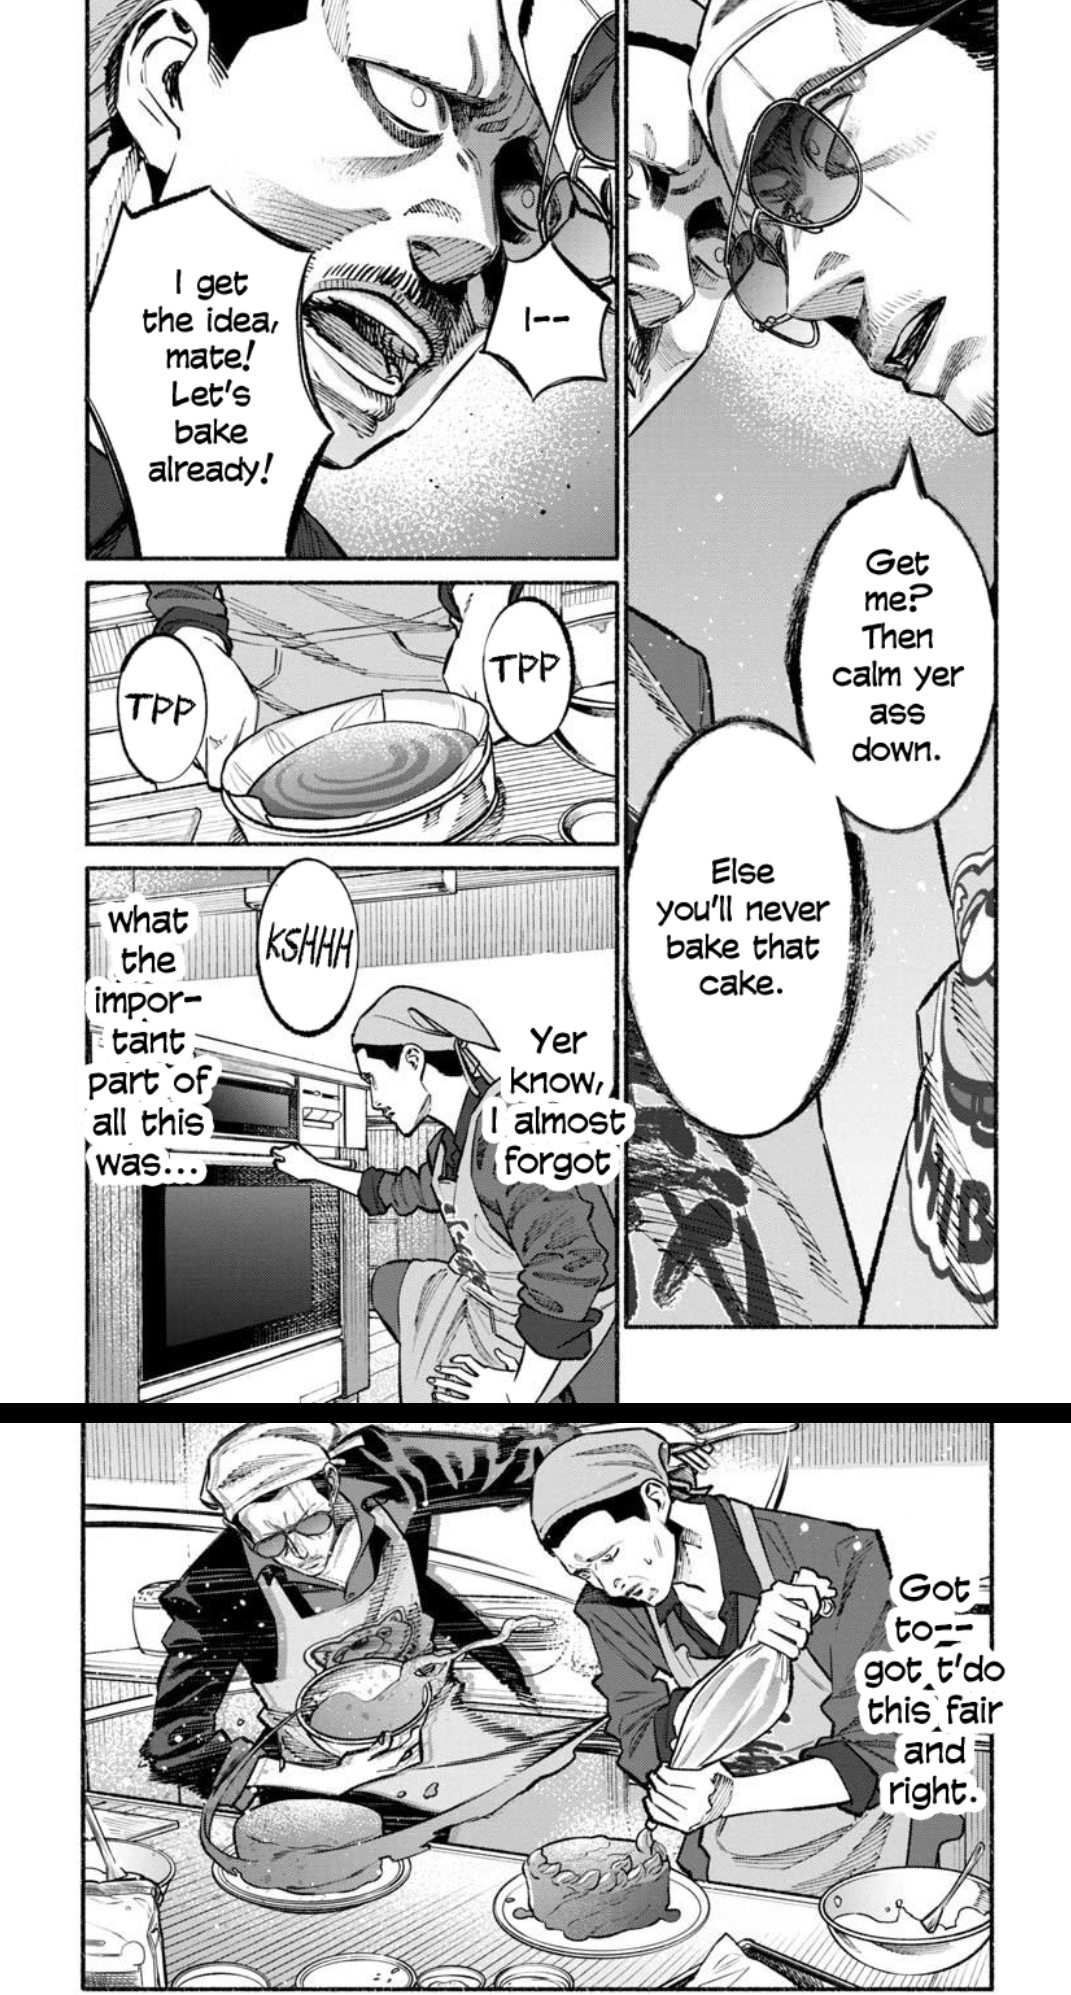 Get
me?
Then
calm yer
ass
down.
Else
you'll never
bake that
cake.
I--
I get
the idea,
mate!
Let's
bake
already!
TPP
TPP
KSHHH
Yer
know,
I almost
forgot
what
the
impor-
tant
part of
all this
was...
Got
to--
got t'do
this fair
and
right.